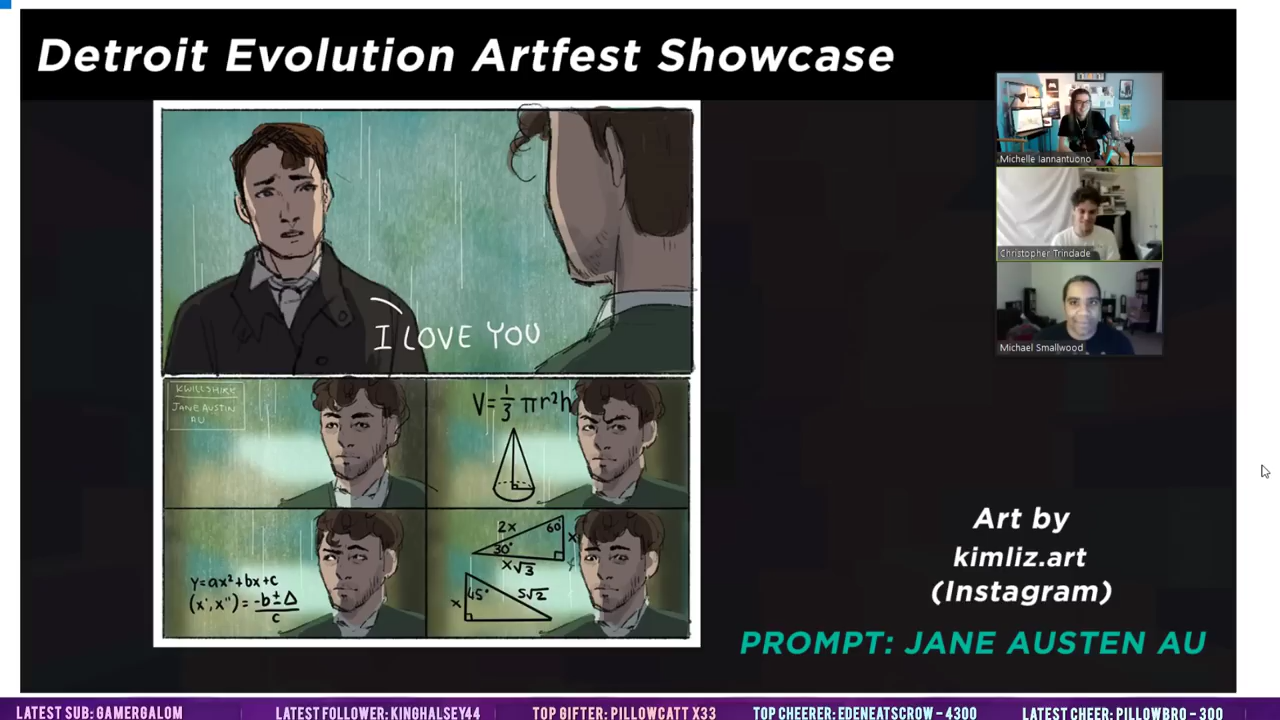 Detroit Evolution Artfest Showcase
Michelle Iannantuono
Christopher Trindade
Michael Smallwood
I LOVE YOU
KWILLSHIRE
JANE AUSTIN
AU
V=1/3 πr²h
y=ax²+bx+c
(x',x")= -b±Δ/c
2x
60°
30°
x
x√3
45°
5√2
x
Art by
kimliz.art
(Instagram)
PROMPT: JANE AUSTEN AU
LATEST SUB: GAMERGALOM
LATEST FOLLOWER: KINGHALSEY44
TOP GIFTER: PILLOWCATT X33
TOP CHEERER: EDENEATSCROW - 4300
LATEST CHEER: PILLOWBRO - 300